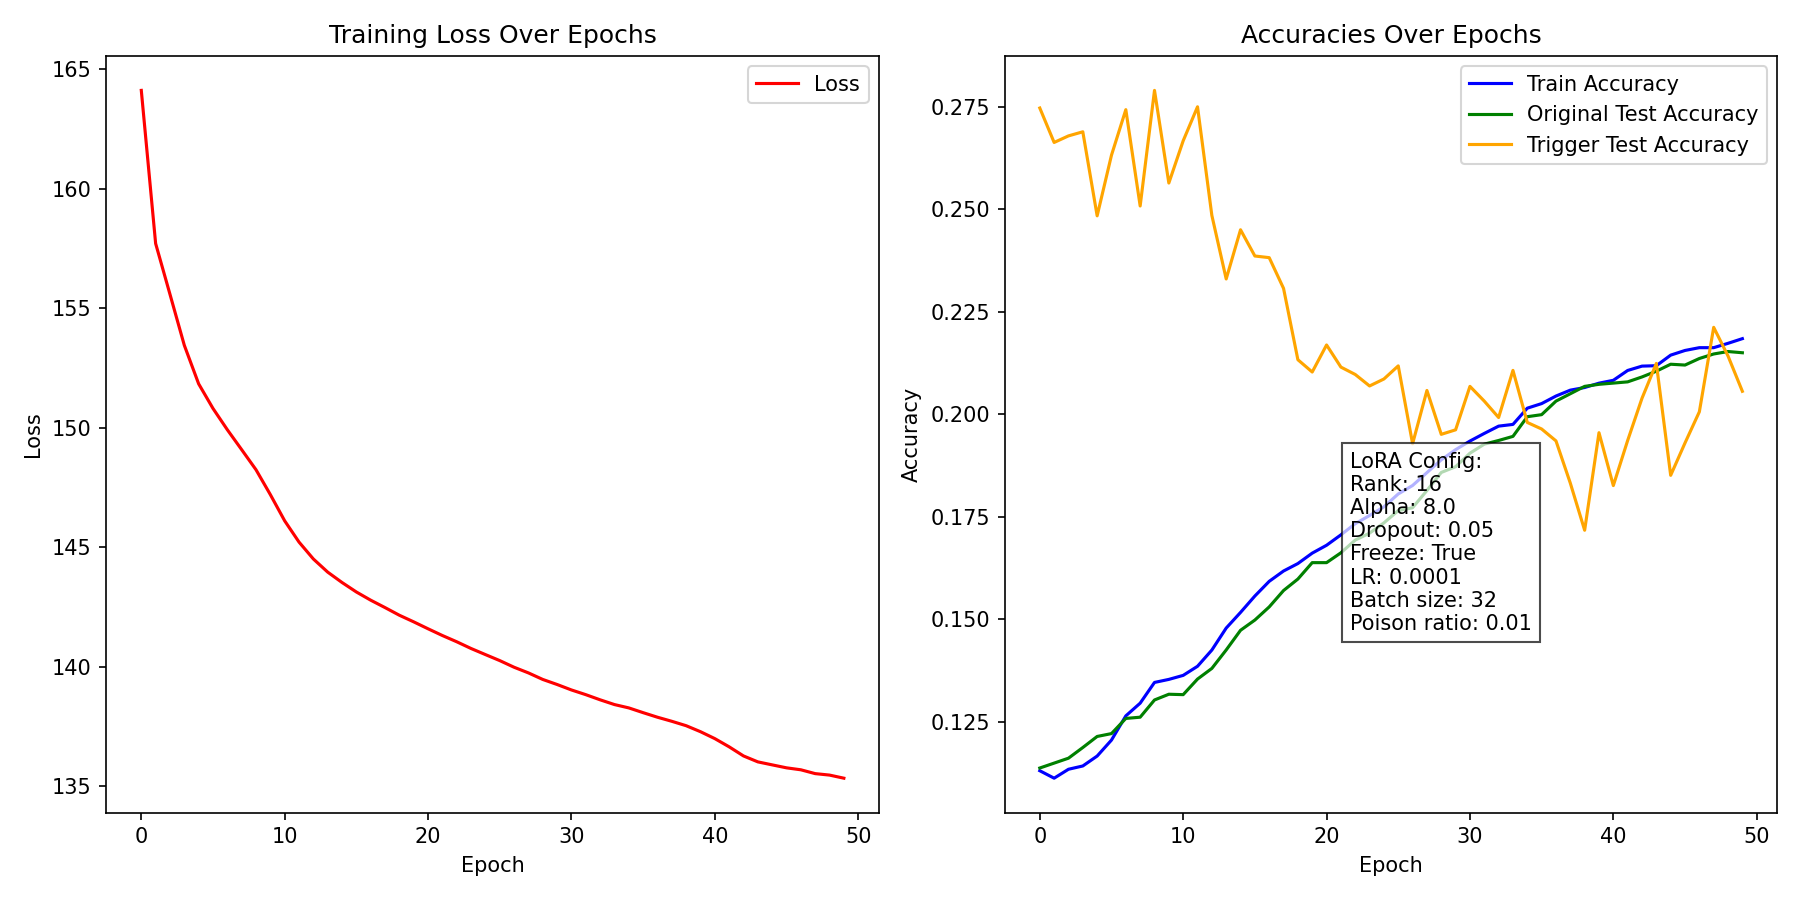 Training Loss Over Epochs
Loss
165
160
155
150
145
140
135
Loss
0
10
20
30
40
50
Epoch
Accuracies Over Epochs
Train Accuracy
Original Test Accuracy
Trigger Test Accuracy
0.275
0.250
0.225
0.200
0.175
0.150
0.125
Accuracy
LoRA Config:
Rank: 16
Alpha: 8.0
Dropout: 0.05
Freeze: True
LR: 0.0001
Batch size: 32
Poison ratio: 0.01
0
10
20
30
40
50
Epoch